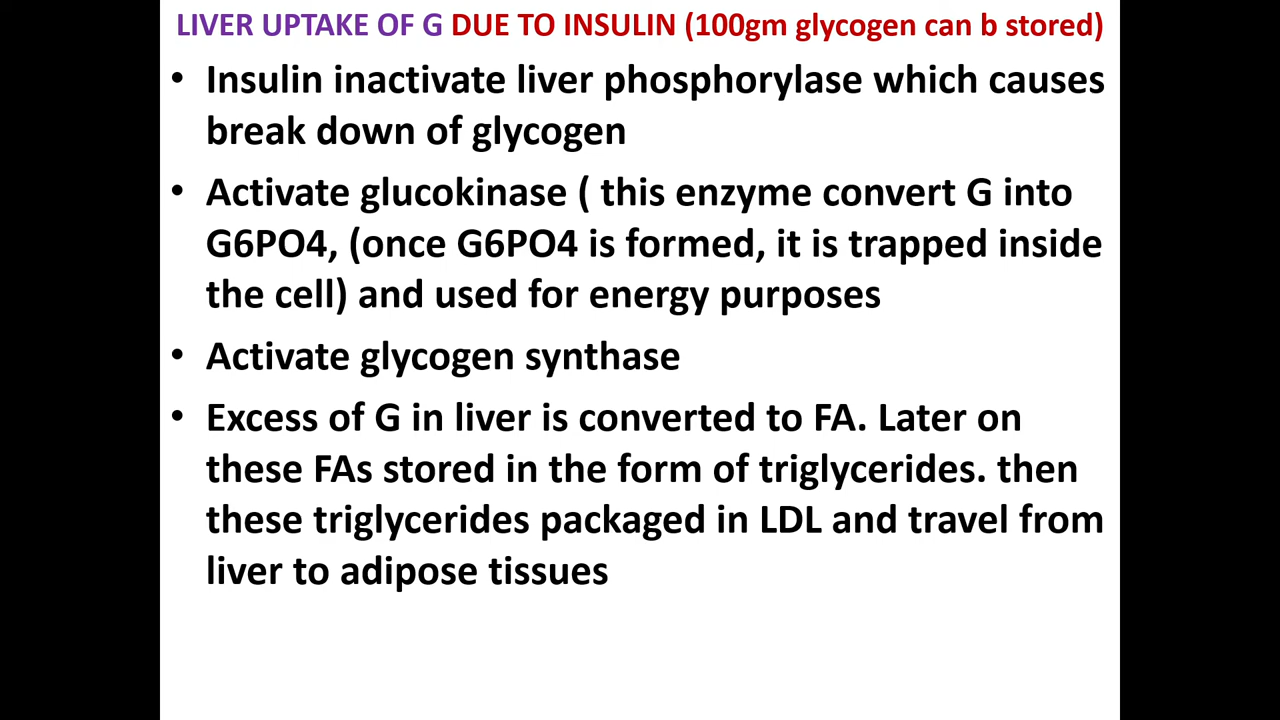 LIVER UPTAKE OF G DUE TO INSULIN (100gm glycogen can b stored)
• Insulin inactivate liver phosphorylase which causes
break down of glycogen
• Activate glucokinase ( this enzyme convert G into
G6PO4, (once G6PO4 is formed, it is trapped inside
the cell) and used for energy purposes
• Activate glycogen synthase
• Excess of G in liver is converted to FA. Later on
these FAs stored in the form of triglycerides. then
these triglycerides packaged in LDL and travel from
liver to adipose tissues